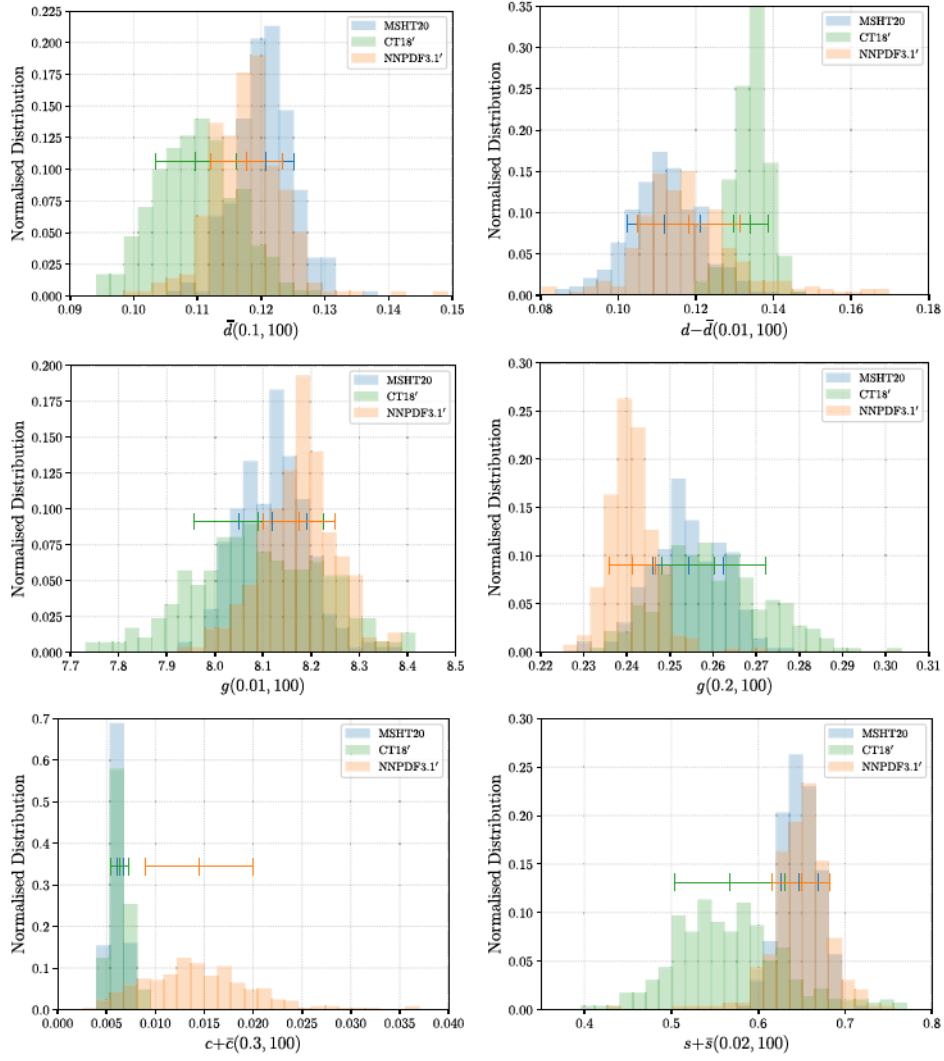 Normalised Distribution
0.225
0.200
0.175
0.150
0.125
0.100
0.075
0.050
0.025
0.000
MSHT20
CT18′
NNPDF3.1′
0.09 0.10 0.11 0.12 0.13 0.14 0.15
d̄(0.1, 100)
Normalised Distribution
0.35
0.30
0.25
0.20
0.15
0.10
0.05
0.00
MSHT20
CT18′
NNPDF3.1′
0.08 0.10 0.12 0.14 0.16 0.18
d−d̄(0.01, 100)
Normalised Distribution
0.200
0.175
0.150
0.125
0.100
0.075
0.050
0.025
0.000
MSHT20
CT18′
NNPDF3.1′
7.7 7.8 7.9 8.0 8.1 8.2 8.3 8.4 8.5
g(0.01, 100)
Normalised Distribution
0.30
0.25
0.20
0.15
0.10
0.05
0.00
MSHT20
CT18′
NNPDF3.1′
0.22 0.23 0.24 0.25 0.26 0.27 0.28 0.29 0.30 0.31
g(0.2, 100)
Normalised Distribution
0.7
0.6
0.5
0.4
0.3
0.2
0.1
0.0
MSHT20
CT18′
NNPDF3.1′
0.000 0.005 0.010 0.015 0.020 0.025 0.030 0.035 0.040
c+c̄(0.3, 100)
Normalised Distribution
0.30
0.25
0.20
0.15
0.10
0.05
0.00
MSHT20
CT18′
NNPDF3.1′
0.4 0.5 0.6 0.7 0.8
s+s̄(0.02, 100)